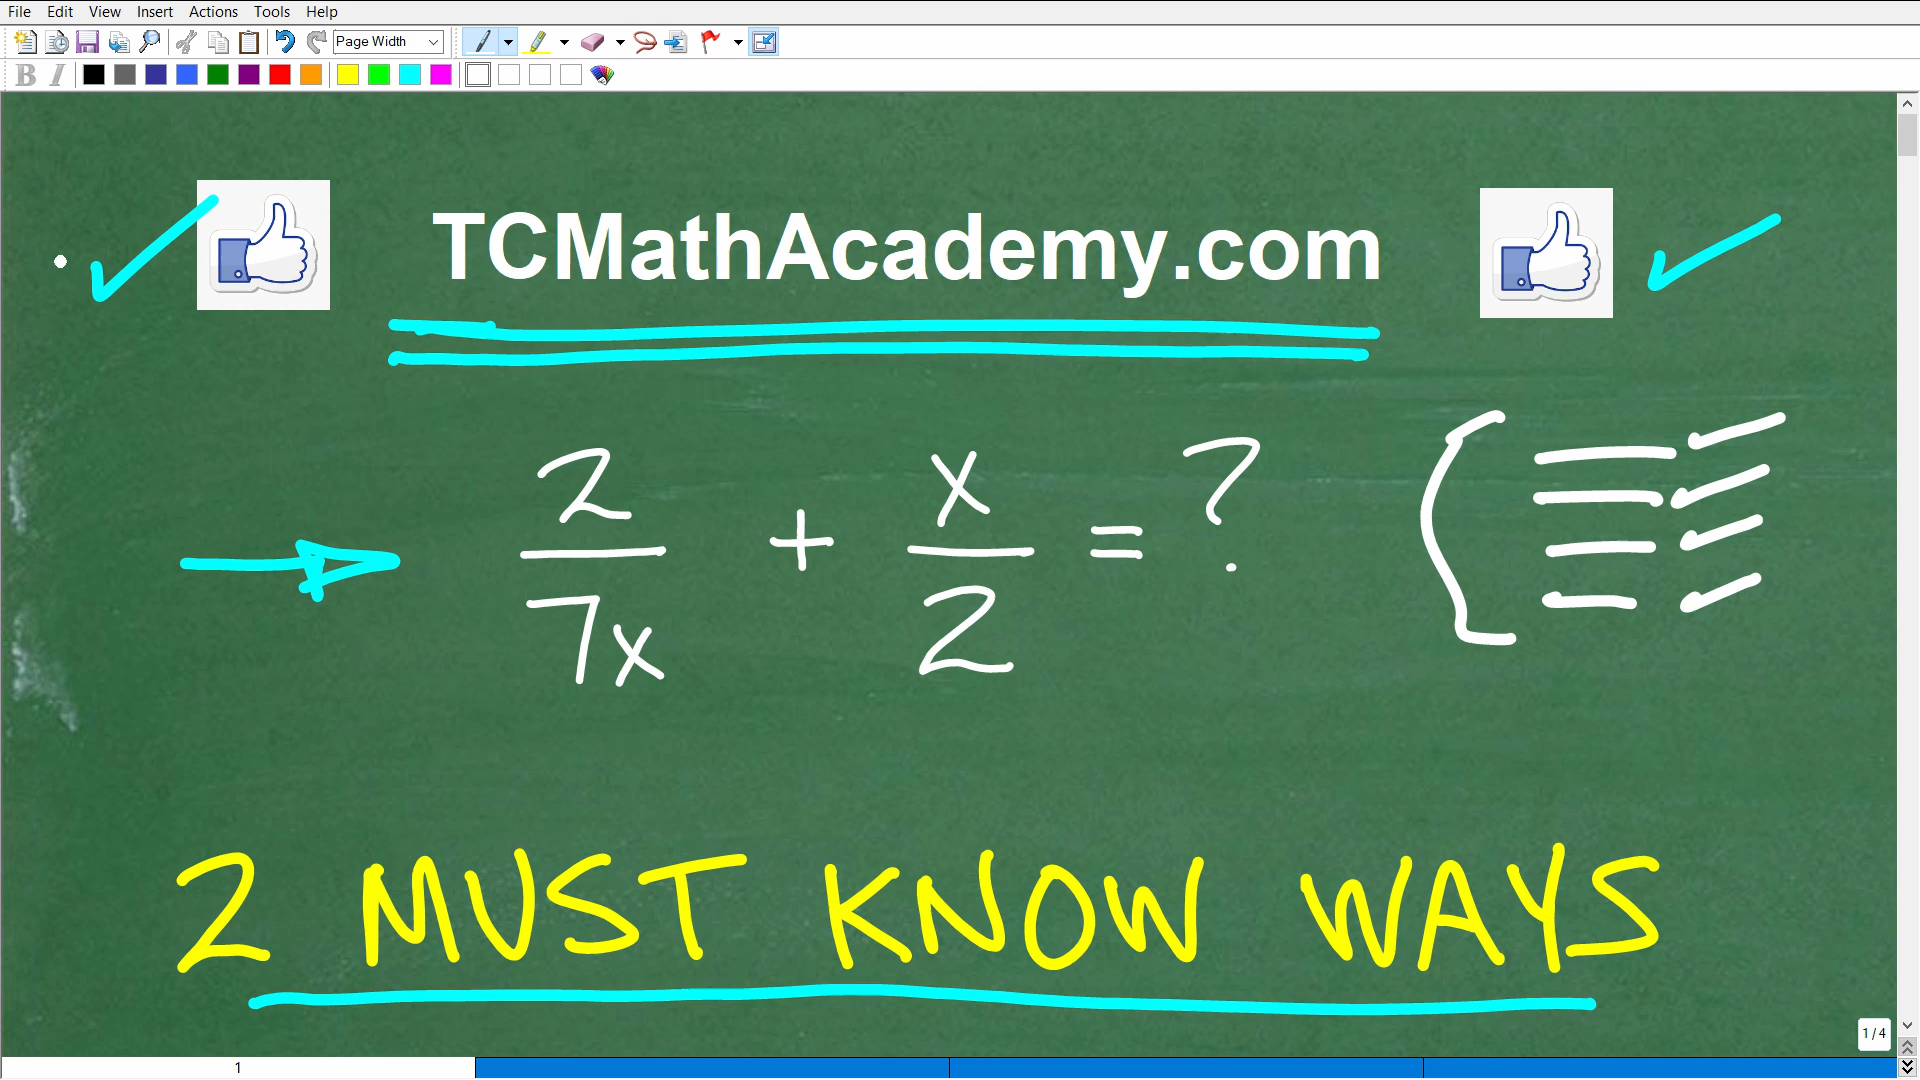 File Edit View Insert Actions Tools Help
Page Width
B I
TCMathAcademy.com
2/7x + x/2 = ?
2 MUST KNOW WAYS
1 / 4
1